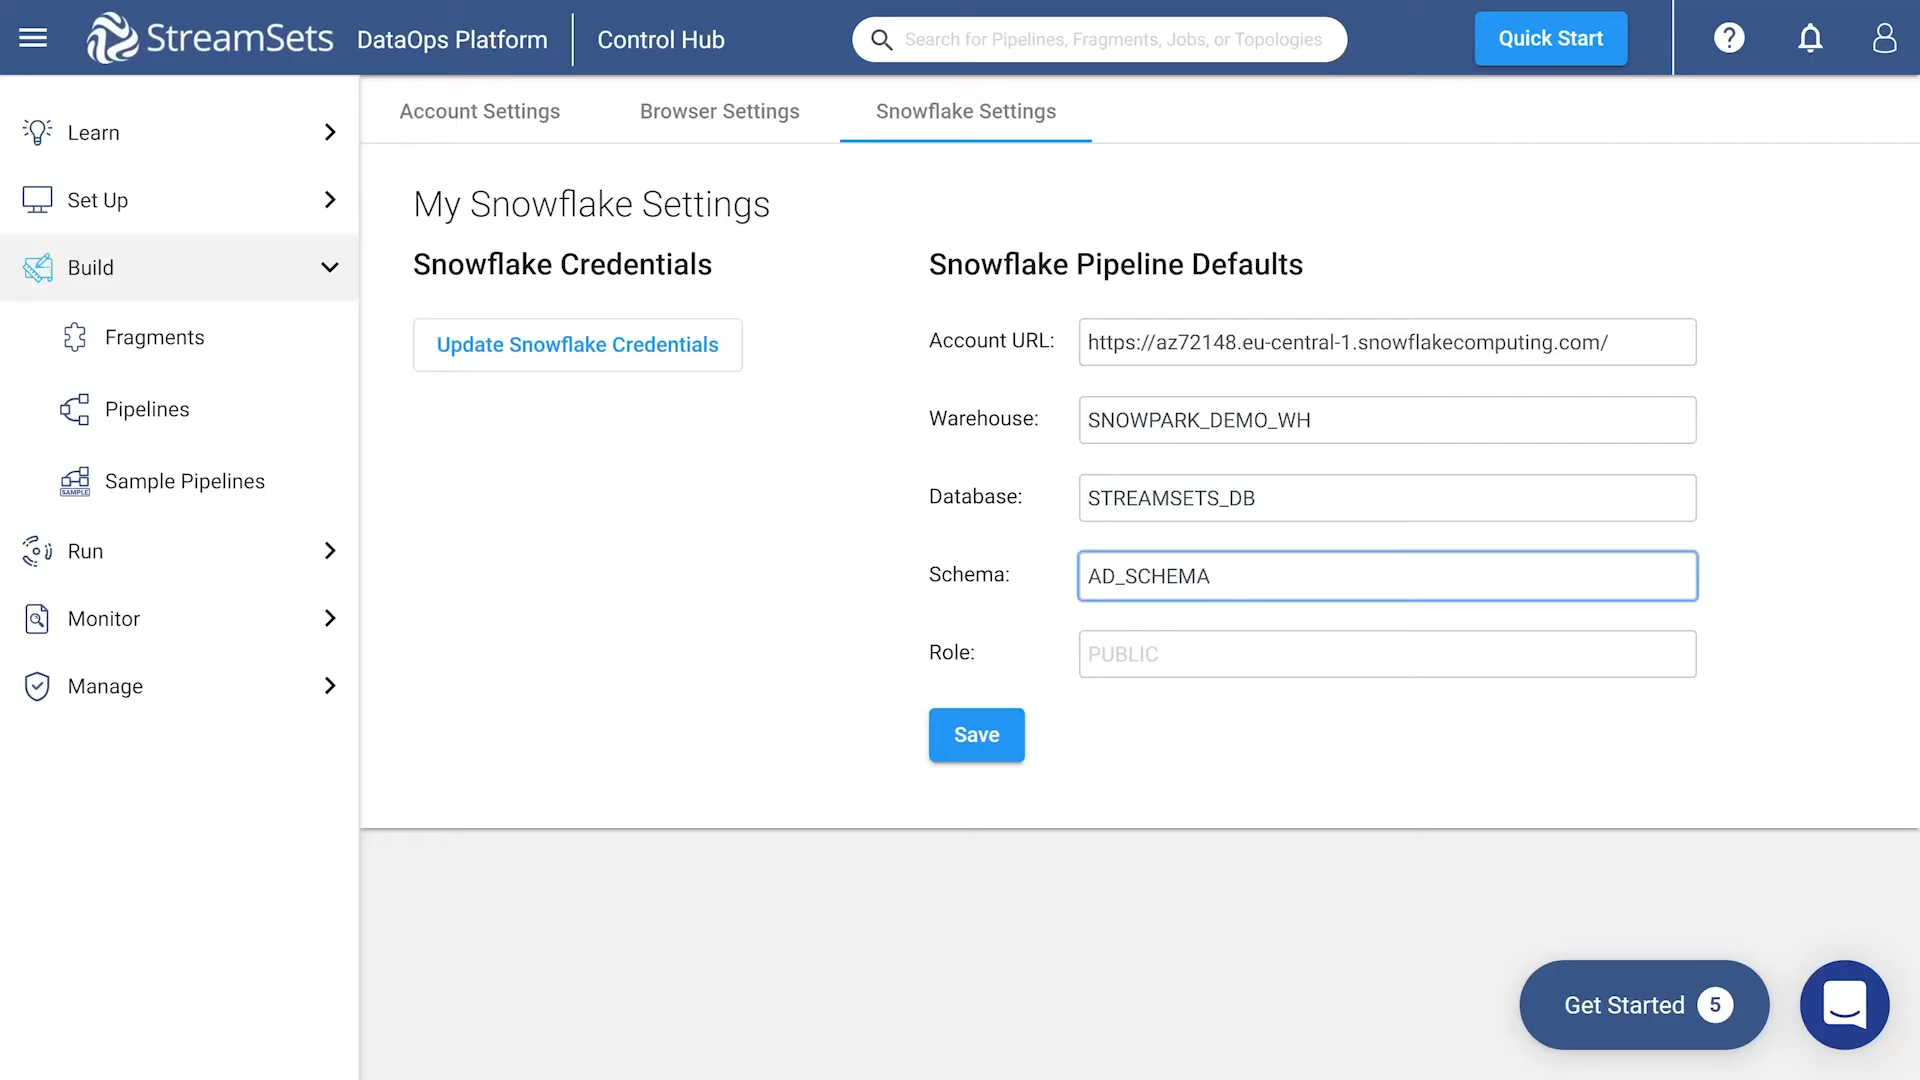 StreamSets DataOps Platform Control Hub
Search for Pipelines, Fragments, Jobs, or Topologies
Quick Start
?
Learn
Set Up
Build
Fragments
Pipelines
SAMPLE
Sample Pipelines
Run
Monitor
Manage
Account Settings
Browser Settings
Snowflake Settings
My Snowflake Settings
Snowflake Credentials
Update Snowflake Credentials
Snowflake Pipeline Defaults
Account URL: https://az72148.eu-central-1.snowflakecomputing.com/
Warehouse: SNOWPARK_DEMO_WH
Database: STREAMSETS_DB
Schema: AD_SCHEMA
Role: PUBLIC
Save
Get Started 5